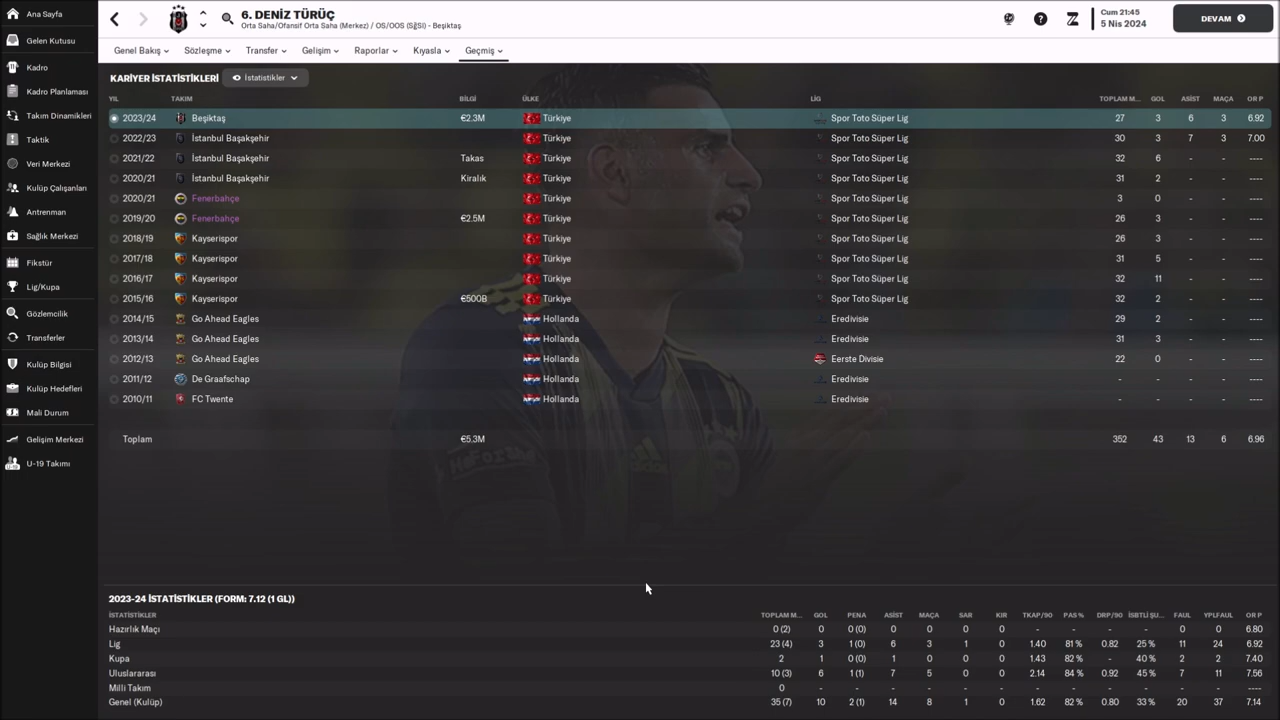 Ana Sayfa
Gelen Kutusu
Kadro
Kadro Planlaması
Takım Dinamikleri
Taktik
Veri Merkezi
Kulüp Çalışanları
Antrenman
Sağlık Merkezi
Fikstür
Lig/Kupa
Gözlemcilik
Transferler
Kulüp Bilgisi
Kulüp Hedefleri
Mali Durum
Gelişim Merkezi
U-19 Takımı
6. DENİZ TÜRÜÇ
Orta Saha/Ofansif Orta Saha (Merkez) / OS/OOS (SğSl) - Beşiktaş
Cum 21:45
5 Nis 2024
DEVAM
Genel Bakış Sözleşme Transfer Gelişim Raporlar Kıyasla Geçmiş
KARİYER İSTATİSTİKLERİ İstatistikler
YIL TAKIM BİLGİ ÜLKE LİG TOPLAM M... GOL ASİST MAÇA OR P
2023/24 Beşiktaş €2.3M Türkiye Spor Toto Süper Lig 27 3 6 3 6.92
2022/23 İstanbul Başakşehir Türkiye Spor Toto Süper Lig 30 3 7 3 7.00
2021/22 İstanbul Başakşehir Takas Türkiye Spor Toto Süper Lig 32 6 - - ----
2020/21 İstanbul Başakşehir Kiralık Türkiye Spor Toto Süper Lig 31 2 - - ----
2020/21 Fenerbahçe Türkiye Spor Toto Süper Lig 3 0 - - ----
2019/20 Fenerbahçe €2.5M Türkiye Spor Toto Süper Lig 26 3 - - ----
2018/19 Kayserispor Türkiye Spor Toto Süper Lig 26 3 - - ----
2017/18 Kayserispor Türkiye Spor Toto Süper Lig 31 5 - - ----
2016/17 Kayserispor Türkiye Spor Toto Süper Lig 32 11 - - ----
2015/16 Kayserispor €500B Türkiye Spor Toto Süper Lig 32 2 - - ----
2014/15 Go Ahead Eagles Hollanda Eredivisie 29 2 - - ----
2013/14 Go Ahead Eagles Hollanda Eredivisie 31 3 - - ----
2012/13 Go Ahead Eagles Hollanda Eerste Divisie 22 0 - - ----
2011/12 De Graafschap Hollanda Eredivisie - - - - ----
2010/11 FC Twente Hollanda Eredivisie - - - - ----
Toplam €5.3M 352 43 13 6 6.96
2023-24 İSTATİSTİKLER (FORM: 7.12 (1 GL))
İSTATİSTİKLER TOPLAM M... GOL PENA ASİST MAÇA SAR KIR TKAP/90 PAS % DRP/90 İSBTLİ ŞU... FAUL YPLFAUL OR P
Hazırlık Maçı 0 (2) 0 0 (0) 0 0 0 0 - - - - 0 0 6.80
Lig 23 (4) 3 1 (0) 6 3 1 0 1.40 81 % 0.82 25 % 11 24 6.92
Kupa 2 1 0 (0) 1 0 0 0 1.43 82 % - 40 % 2 2 7.40
Uluslararası 10 (3) 6 1 (1) 7 5 0 0 2.14 84 % 0.92 45 % 7 11 7.56
Milli Takım 0 - - - - - - - - - - - - ----
Genel (Kulüp) 35 (7) 10 2 (1) 14 8 1 0 1.62 82 % 0.80 33 % 20 37 7.14